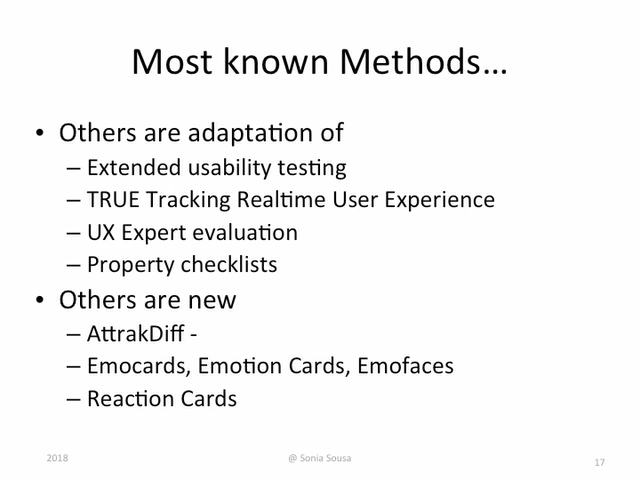 Most known Methods…
• Others are adaptation of
– Extended usability testing
– TRUE Tracking Realtime User Experience
– UX Expert evaluation
– Property checklists
• Others are new
– AttrakDiff -
– Emocards, Emotion Cards, Emofaces
– Reaction Cards
2018
@ Sonia Sousa
17